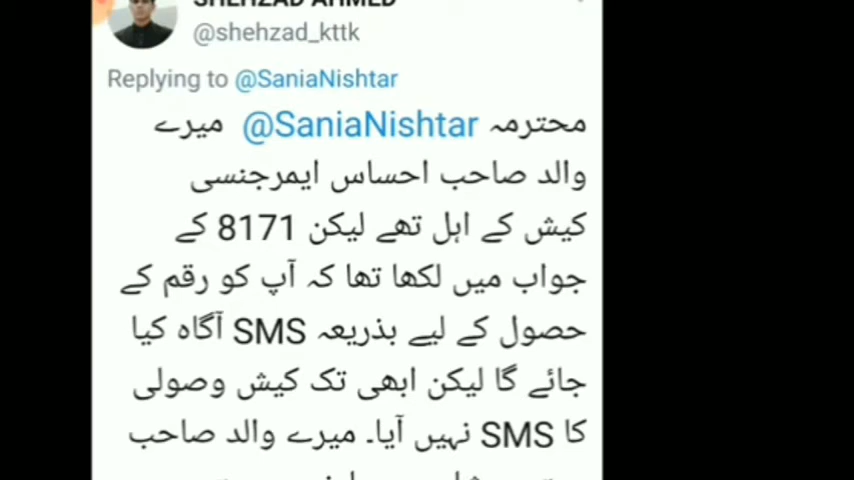 SHEHZAD AHMED
@shehzad_kttk
Replying to @SaniaNishtar
محترمہ @SaniaNishtar میرے
والد صاحب احساس ایمرجنسی
کیش کے اہل تھے لیکن 8171 کے
جواب میں لکھا تھا کہ آپ کو رقم کے
حصول کے لیے بذریعہ SMS آگاہ کیا
جائے گا لیکن ابھی تک کیش وصولی
کا SMS نہیں آیا۔ میرے والد صاحب